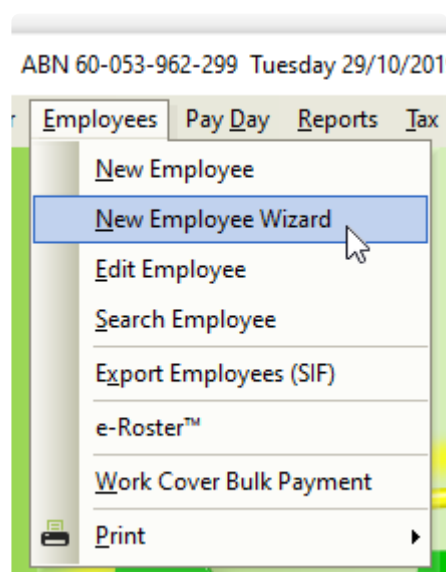 ABN 60-053-962-299 Tuesday 29/10/201
Employees Pay Day Reports Tax
New Employee
New Employee Wizard
Edit Employee
Search Employee
Export Employees (SIF)
e-Roster™
Work Cover Bulk Payment
Print